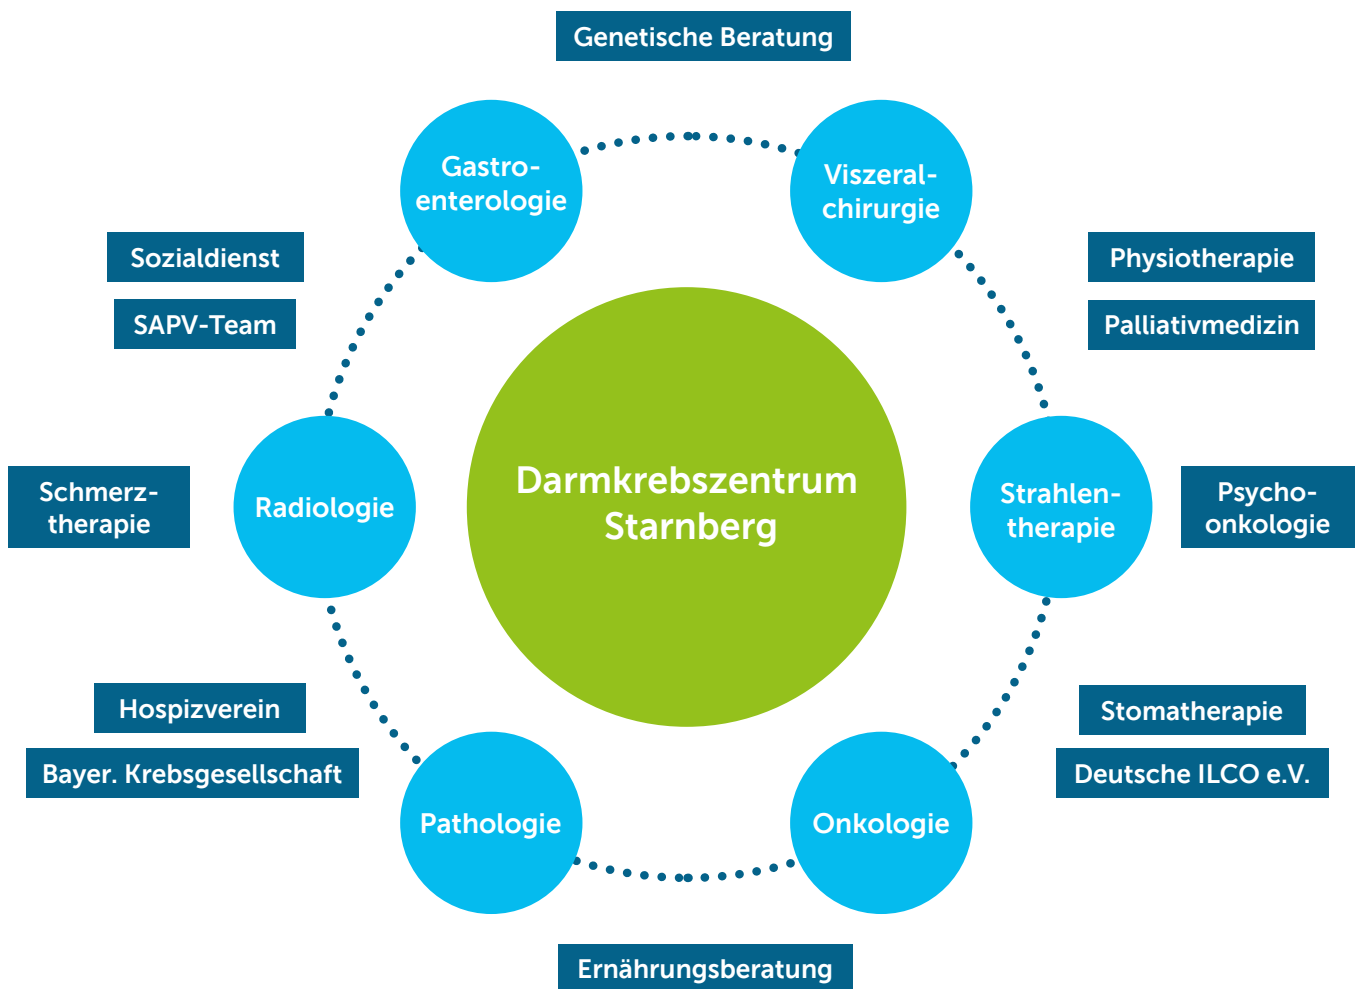 Genetische Beratung
Gastro-
enterologie
Viszeral-
chirurgie
Sozialdienst
SAPV-Team
Physiotherapie
Palliativmedizin
Schmerz-
therapie
Radiologie
Darmkrebszentrum
Starnberg
Strahlen-
therapie
Psycho-
onkologie
Hospizverein
Bayer. Krebsgesellschaft
Stomatherapie
Deutsche ILCO e.V.
Pathologie
Onkologie
Ernährungsberatung